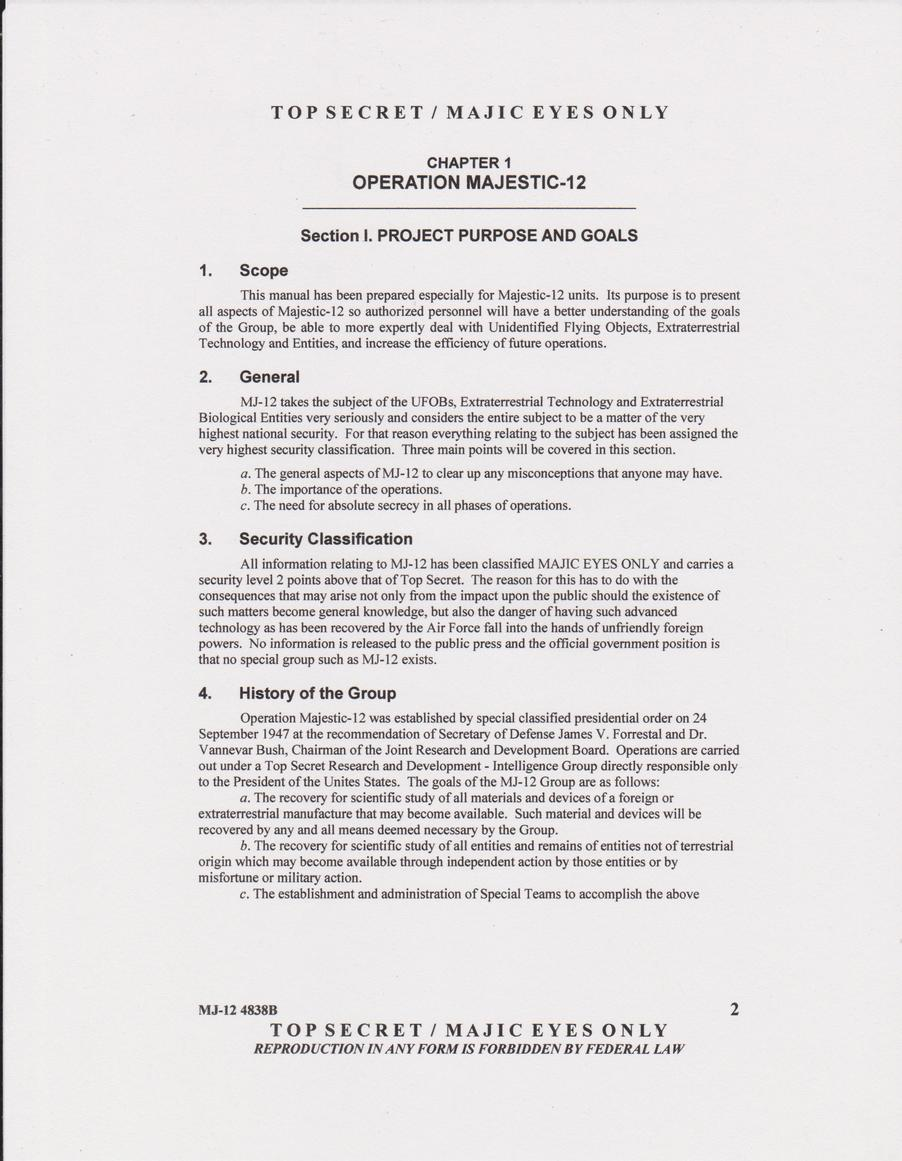 TOP SECRET / MAJIC EYES ONLY
CHAPTER 1
OPERATION MAJESTIC-12
Section I. PROJECT PURPOSE AND GOALS
1. Scope
This manual has been prepared especially for Majestic-12 units. Its purpose is to present
all aspects of Majestic-12 so authorized personnel will have a better understanding of the goals
of the Group, be able to more expertly deal with Unidentified Flying Objects, Extraterrestrial
Technology and Entities, and increase the efficiency of future operations.
2. General
MJ-12 takes the subject of the UFOBs, Extraterrestrial Technology and Extraterrestrial
Biological Entities very seriously and considers the entire subject to be a matter of the very
highest national security. For that reason everything relating to the subject has been assigned the
very highest security classification. Three main points will be covered in this section.
a. The general aspects of MJ-12 to clear up any misconceptions that anyone may have.
b. The importance of the operations.
c. The need for absolute secrecy in all phases of operations.
3. Security Classification
All information relating to MJ-12 has been classified MAJIC EYES ONLY and carries a
security level 2 points above that of Top Secret. The reason for this has to do with the
consequences that may arise not only from the impact upon the public should the existence of
such matters become general knowledge, but also the danger of having such advanced
technology as has been recovered by the Air Force fall into the hands of unfriendly foreign
powers. No information is released to the public press and the official government position is
that no special group such as MJ-12 exists.
4. History of the Group
Operation Majestic-12 was established by special classified presidential order on 24
September 1947 at the recommendation of Secretary of Defense James V. Forrestal and Dr.
Vannevar Bush, Chairman of the Joint Research and Development Board. Operations are carried
out under a Top Secret Research and Development - Intelligence Group directly responsible only
to the President of the Unites States. The goals of the MJ-12 Group are as follows:
a. The recovery for scientific study of all materials and devices of a foreign or
extraterrestrial manufacture that may become available. Such material and devices will be
recovered by any and all means deemed necessary by the Group.
b. The recovery for scientific study of all entities and remains of entities not of terrestrial
origin which may become available through independent action by those entities or by
misfortune or military action.
c. The establishment and administration of Special Teams to accomplish the above
MJ-12 4838B 2
TOP SECRET / MAJIC EYES ONLY
REPRODUCTION IN ANY FORM IS FORBIDDEN BY FEDERAL LAW